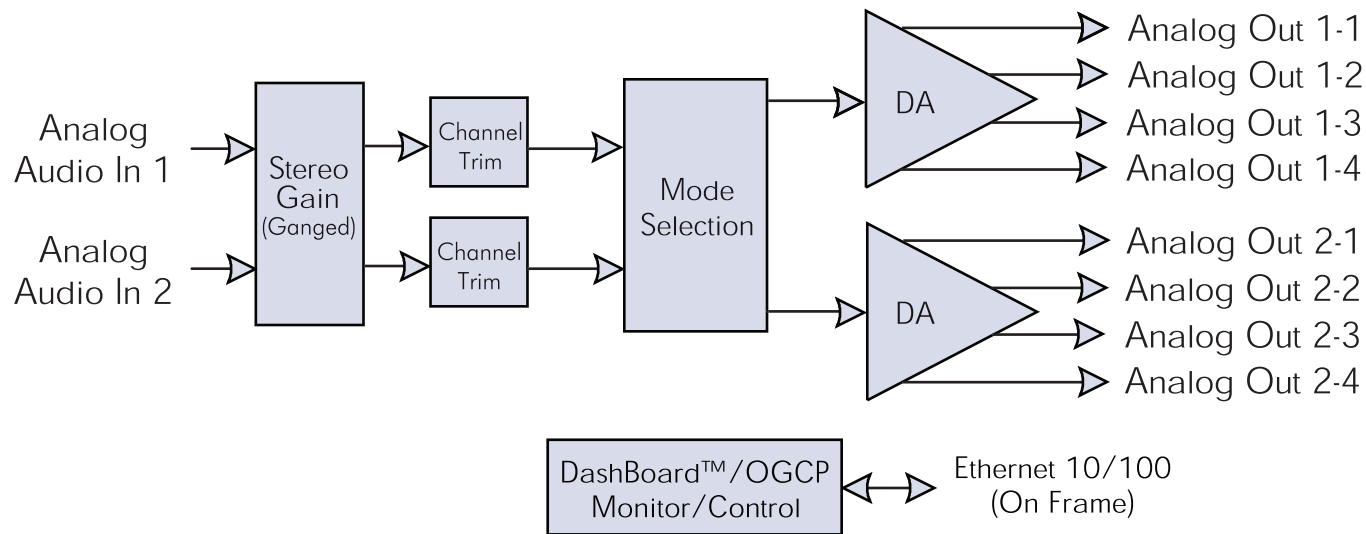 Analog
Audio In 1
Analog
Audio In 2
Stereo
Gain
(Ganged)
Channel
Trim
Channel
Trim
Mode
Selection
DA
Analog Out 1-1
Analog Out 1-2
Analog Out 1-3
Analog Out 1-4
DA
Analog Out 2-1
Analog Out 2-2
Analog Out 2-3
Analog Out 2-4
DashBoard™/OGCP
Monitor/Control
Ethernet 10/100
(On Frame)